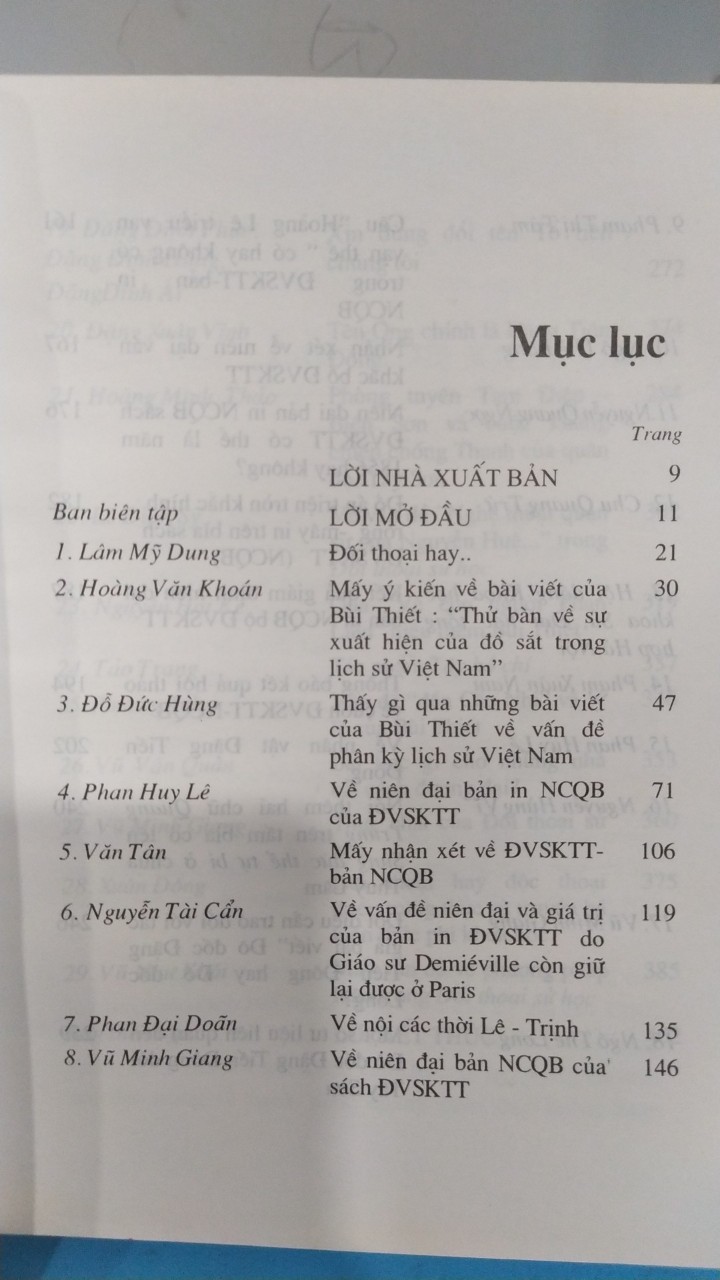 Mục lục
Trang
LỜI NHÀ XUẤT BẢN 9
Ban biên tập LỜI MỞ ĐẦU 11
1. Lâm Mỹ Dung Đối thoại hay.. 21
2. Hoàng Văn Khoán Mấy ý kiến về bài viết của 30
Bùi Thiết : “Thử bàn về sự
xuất hiện của đồ sắt trong
lịch sử Việt Nam”
3. Đỗ Đức Hùng Thấy gì qua những bài viết 47
của Bùi Thiết về vấn đề
phân kỳ lịch sử Việt Nam
4. Phan Huy Lê Về niên đại bản in NCQB 71
của ĐVSKTT
5. Văn Tân Mấy nhận xét về ĐVSKTT- 106
bản NCQB
6. Nguyễn Tài Cẩn Về vấn đề niên đại và giá trị 119
của bản in ĐVSKTT do
Giáo sư Demiéville còn giữ
lại được ở Paris
7. Phan Đại Doãn Về nội các thời Lê - Trịnh 135
8. Vũ Minh Giang Về niên đại bản NCQB của 146
sách ĐVSKTT